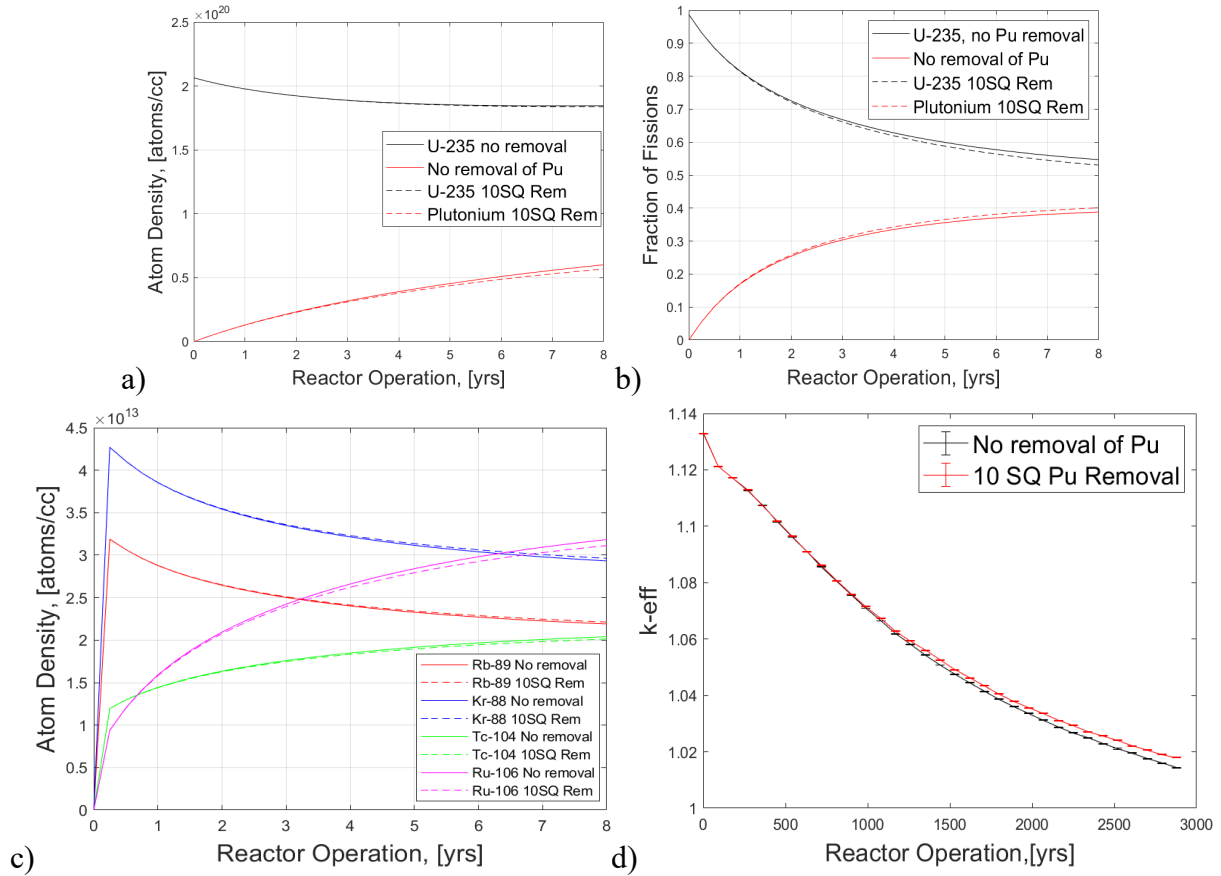 ×10^20
2.5
2
1.5
1
0.5
0
Atom Density, [atoms/cc]
U-235 no removal
No removal of Pu
U-235 10SQ Rem
Plutonium 10SQ Rem
0 1 2 3 4 5 6 7 8
a) Reactor Operation, [yrs]
1
0.9
0.8
0.7
0.6
0.5
0.4
0.3
0.2
0.1
0
Fraction of Fissions
U-235, no Pu removal
No removal of Pu
U-235 10SQ Rem
Plutonium 10SQ Rem
0 1 2 3 4 5 6 7 8
b) Reactor Operation, [yrs]
×10^13
4.5
4
3.5
3
2.5
2
1.5
1
0.5
0
Atom Density, [atoms/cc]
Rb-89 No removal
Rb-89 10SQ Rem
Kr-88 No removal
Kr-88 10SQ Rem
Tc-104 No removal
Tc-104 10SQ Rem
Ru-106 No removal
Ru-106 10SQ Rem
0 1 2 3 4 5 6 7 8
c) Reactor Operation, [yrs]
1.14
1.12
1.1
1.08
1.06
1.04
1.02
1
k-eff
No removal of Pu
10 SQ Pu Removal
0 500 1000 1500 2000 2500 3000
d) Reactor Operation,[yrs]